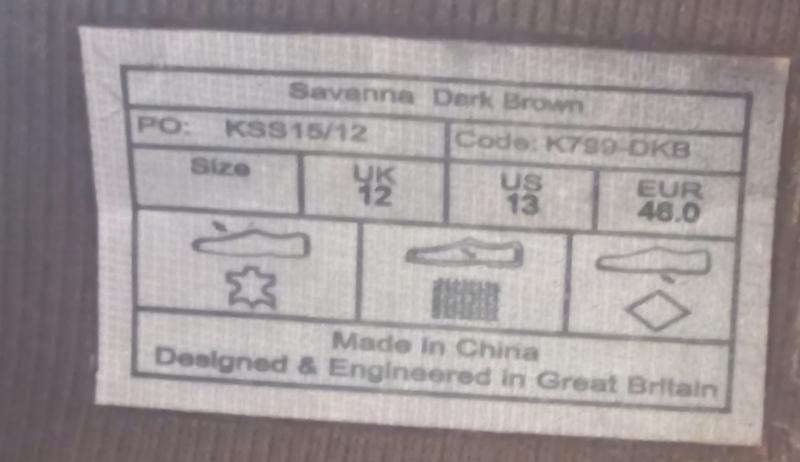 Savanna Dark Brown
PO: KSS15/12 Code: K799-DKB
Size UK 12 US 13 EUR 46.0
Made in China
Designed & Engineered in Great Britain